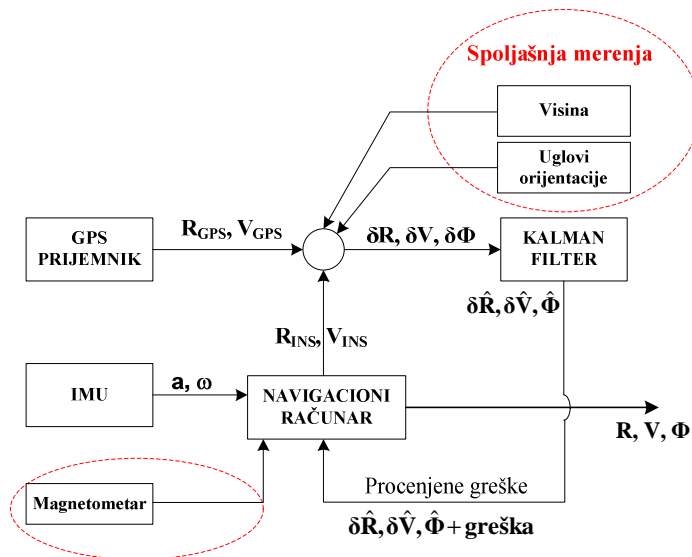 Spoljašnja merenja
Visina
Uglovi
orijentacije
GPS
PRIJEMNIK
R_GPS, V_GPS
δR, δV, δΦ
KALMAN
FILTER
δR̂, δV̂, Φ̂
R_INS, V_INS
IMU
a, ω
NAVIGACIONI
RAČUNAR
R, V, Φ
Magnetometar
Procenjene greške
δR̂, δV̂, Φ̂ + greška